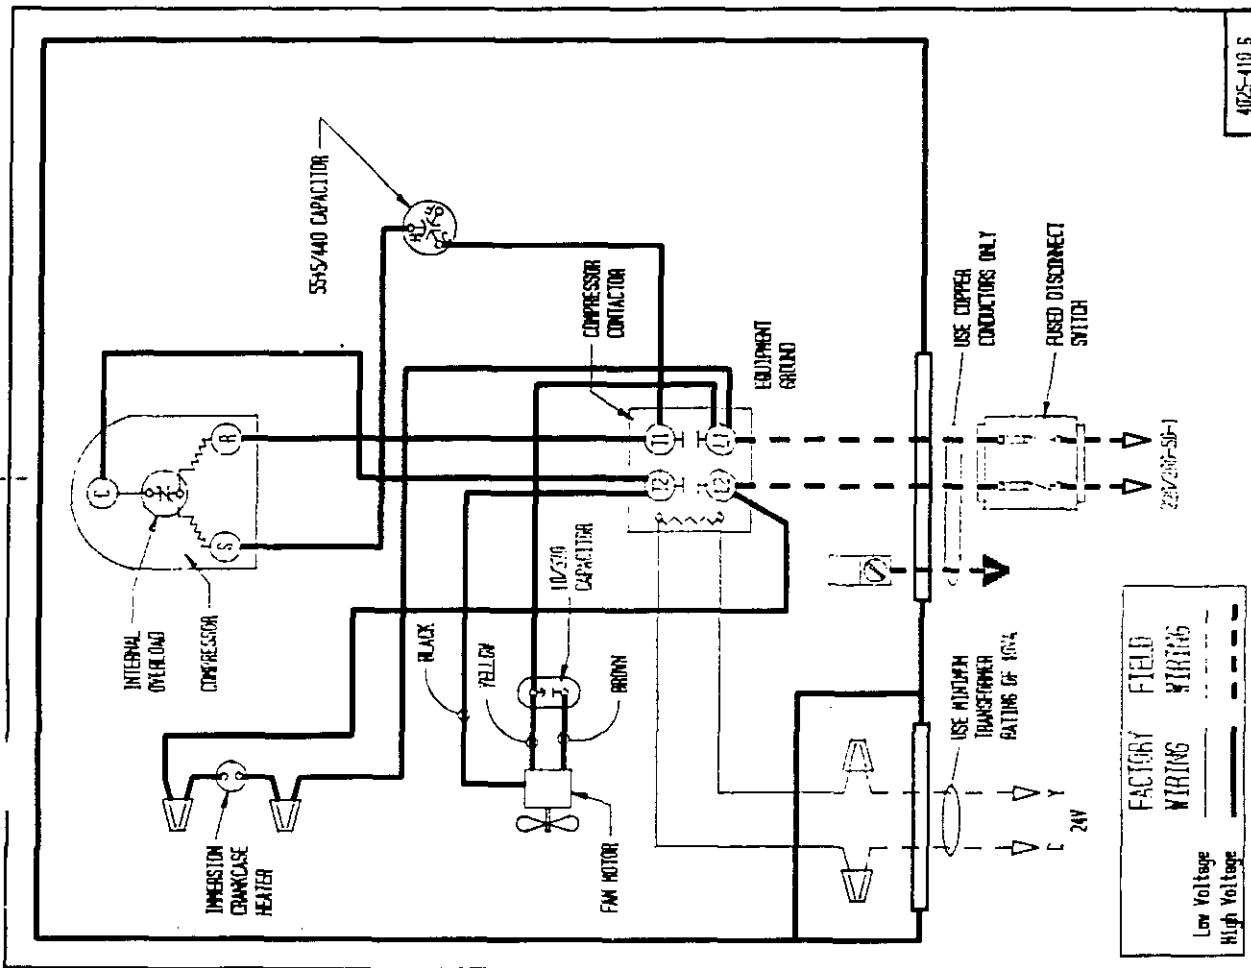 4025-410 G
55+5/440 CAPACITOR
COMPRESSOR
CONTACTOR
EQUIPMENT
GROUND
USE COPPER
CONDUCTORS ONLY
FUSED DISCONNECT
SWITCH
C
R
S
T1
L1
T2
L2
H
C
INTERNAL
OVERLOAD
COMPRESSOR
10/370
CAPACITOR
BLACK
YELLOW
BROWN
IMMERSION
CRANKCASE
HEATER
FAN MOTOR
USE MINIMUM
TRANSFORMER
RATING OF 40VA
Y
C
24V
FACTORY
WIRING
FIELD
WIRING
Low Voltage
High Voltage